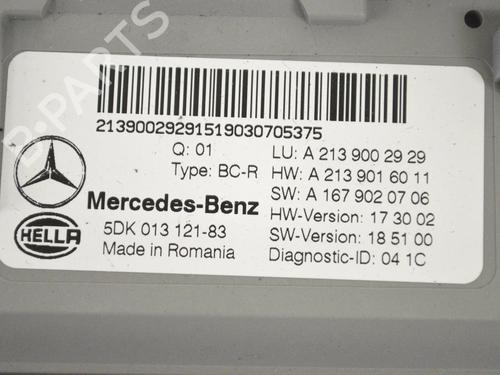 B-PARTS
21390029291519030705375
Q: 01
Type: BC-R
LU: A 213 900 29 29
HW: A 213 901 60 11
SW: A 167 902 07 06
HW-Version: 17 30 02
SW-Version: 18 51 00
Diagnostic-ID: 04 1C
Mercedes-Benz
HELLA
5DK 013 121-83
Made in Romania